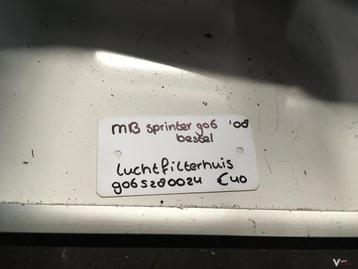 MB sprinter 906 '08
bestel
luchtfilterhuis
9065280024 €40